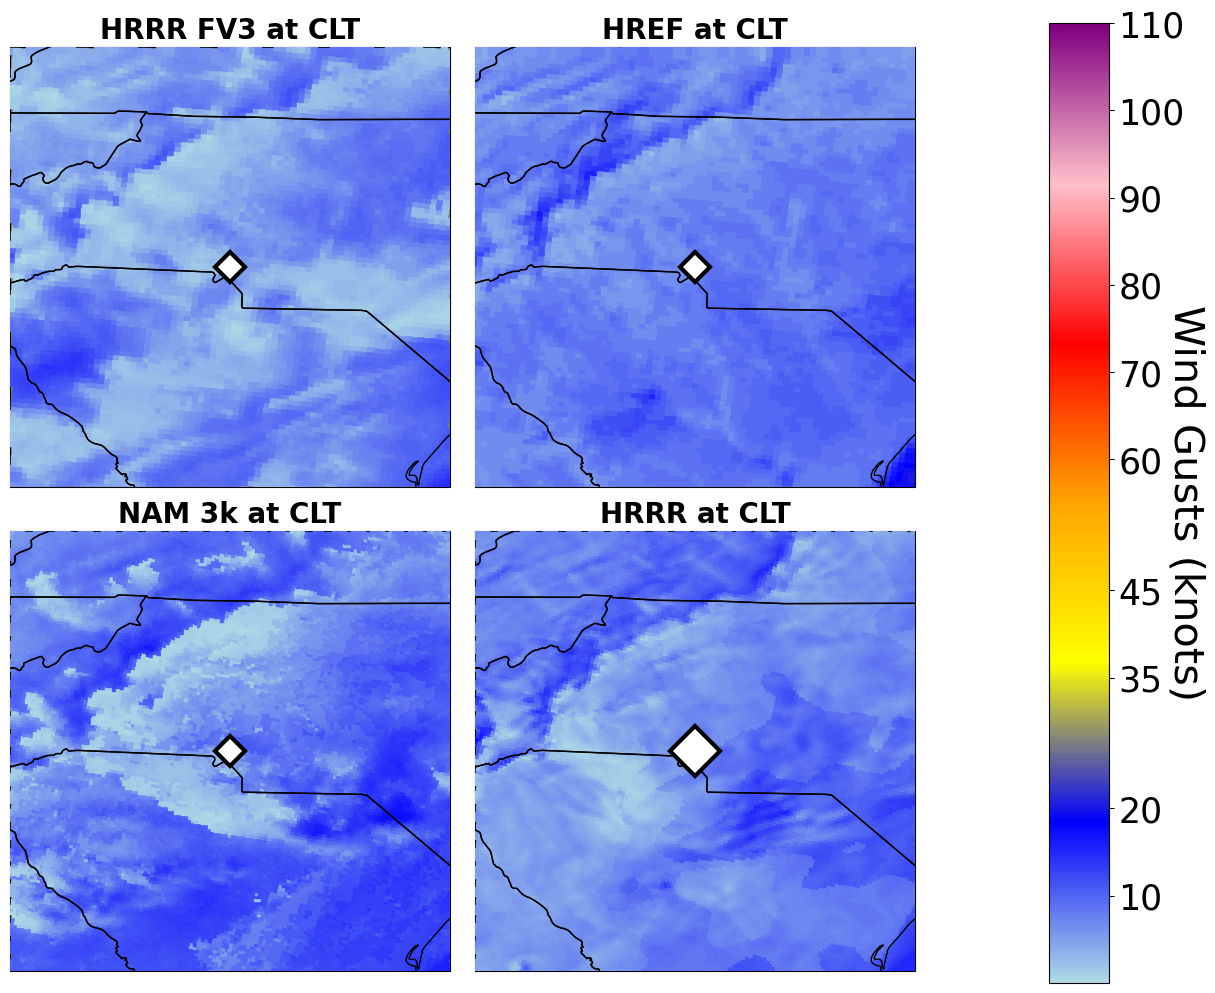 HRRR FV3 at CLT
HREF at CLT
NAM 3k at CLT
HRRR at CLT
110
100
90
80
70
60
45
35
20
10
Wind Gusts (knots)